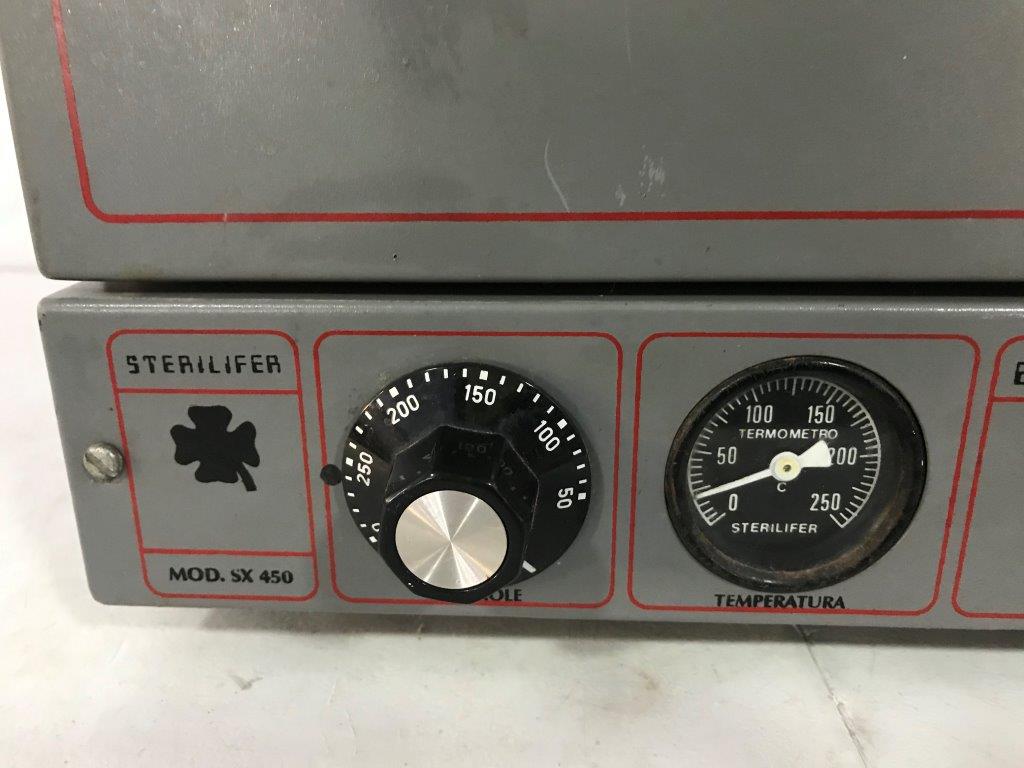 STERILIFER
MOD. SX 450
250 200 150 100 50
TEMPERATURA
0 50 100 150 200 250
TERMOMETRO
C
STERILIFER